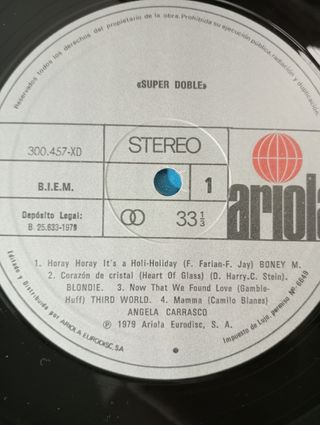 Reservados todos los derechos del propietario de la obra. Prohibida su ejecución pública, radiación y duplicación.
«SUPER DOBLE»
300.457-XD
STEREO
B.I.E.M.
1
Depósito Legal:
B 25.633-1979
33 1/3
ariola
1. Horay Horay It's a Holi-Holiday (F. Farian-F. Jay) BONEY M.
2. Corazón de cristal (Heart Of Glass) (D. Harry.C. Stein).
BLONDIE. 3. Now That We Found Love (Gamble-
Huff) THIRD WORLD. 4. Mamma (Camilo Blanes)
ANGELA CARRASCO
Ⓟ 1979 Ariola Eurodisc, S. A.
Editado y Distribuido por ARIOLA EURODISC, S.A.
Impuesto de Lujo, permiso Nº 6649